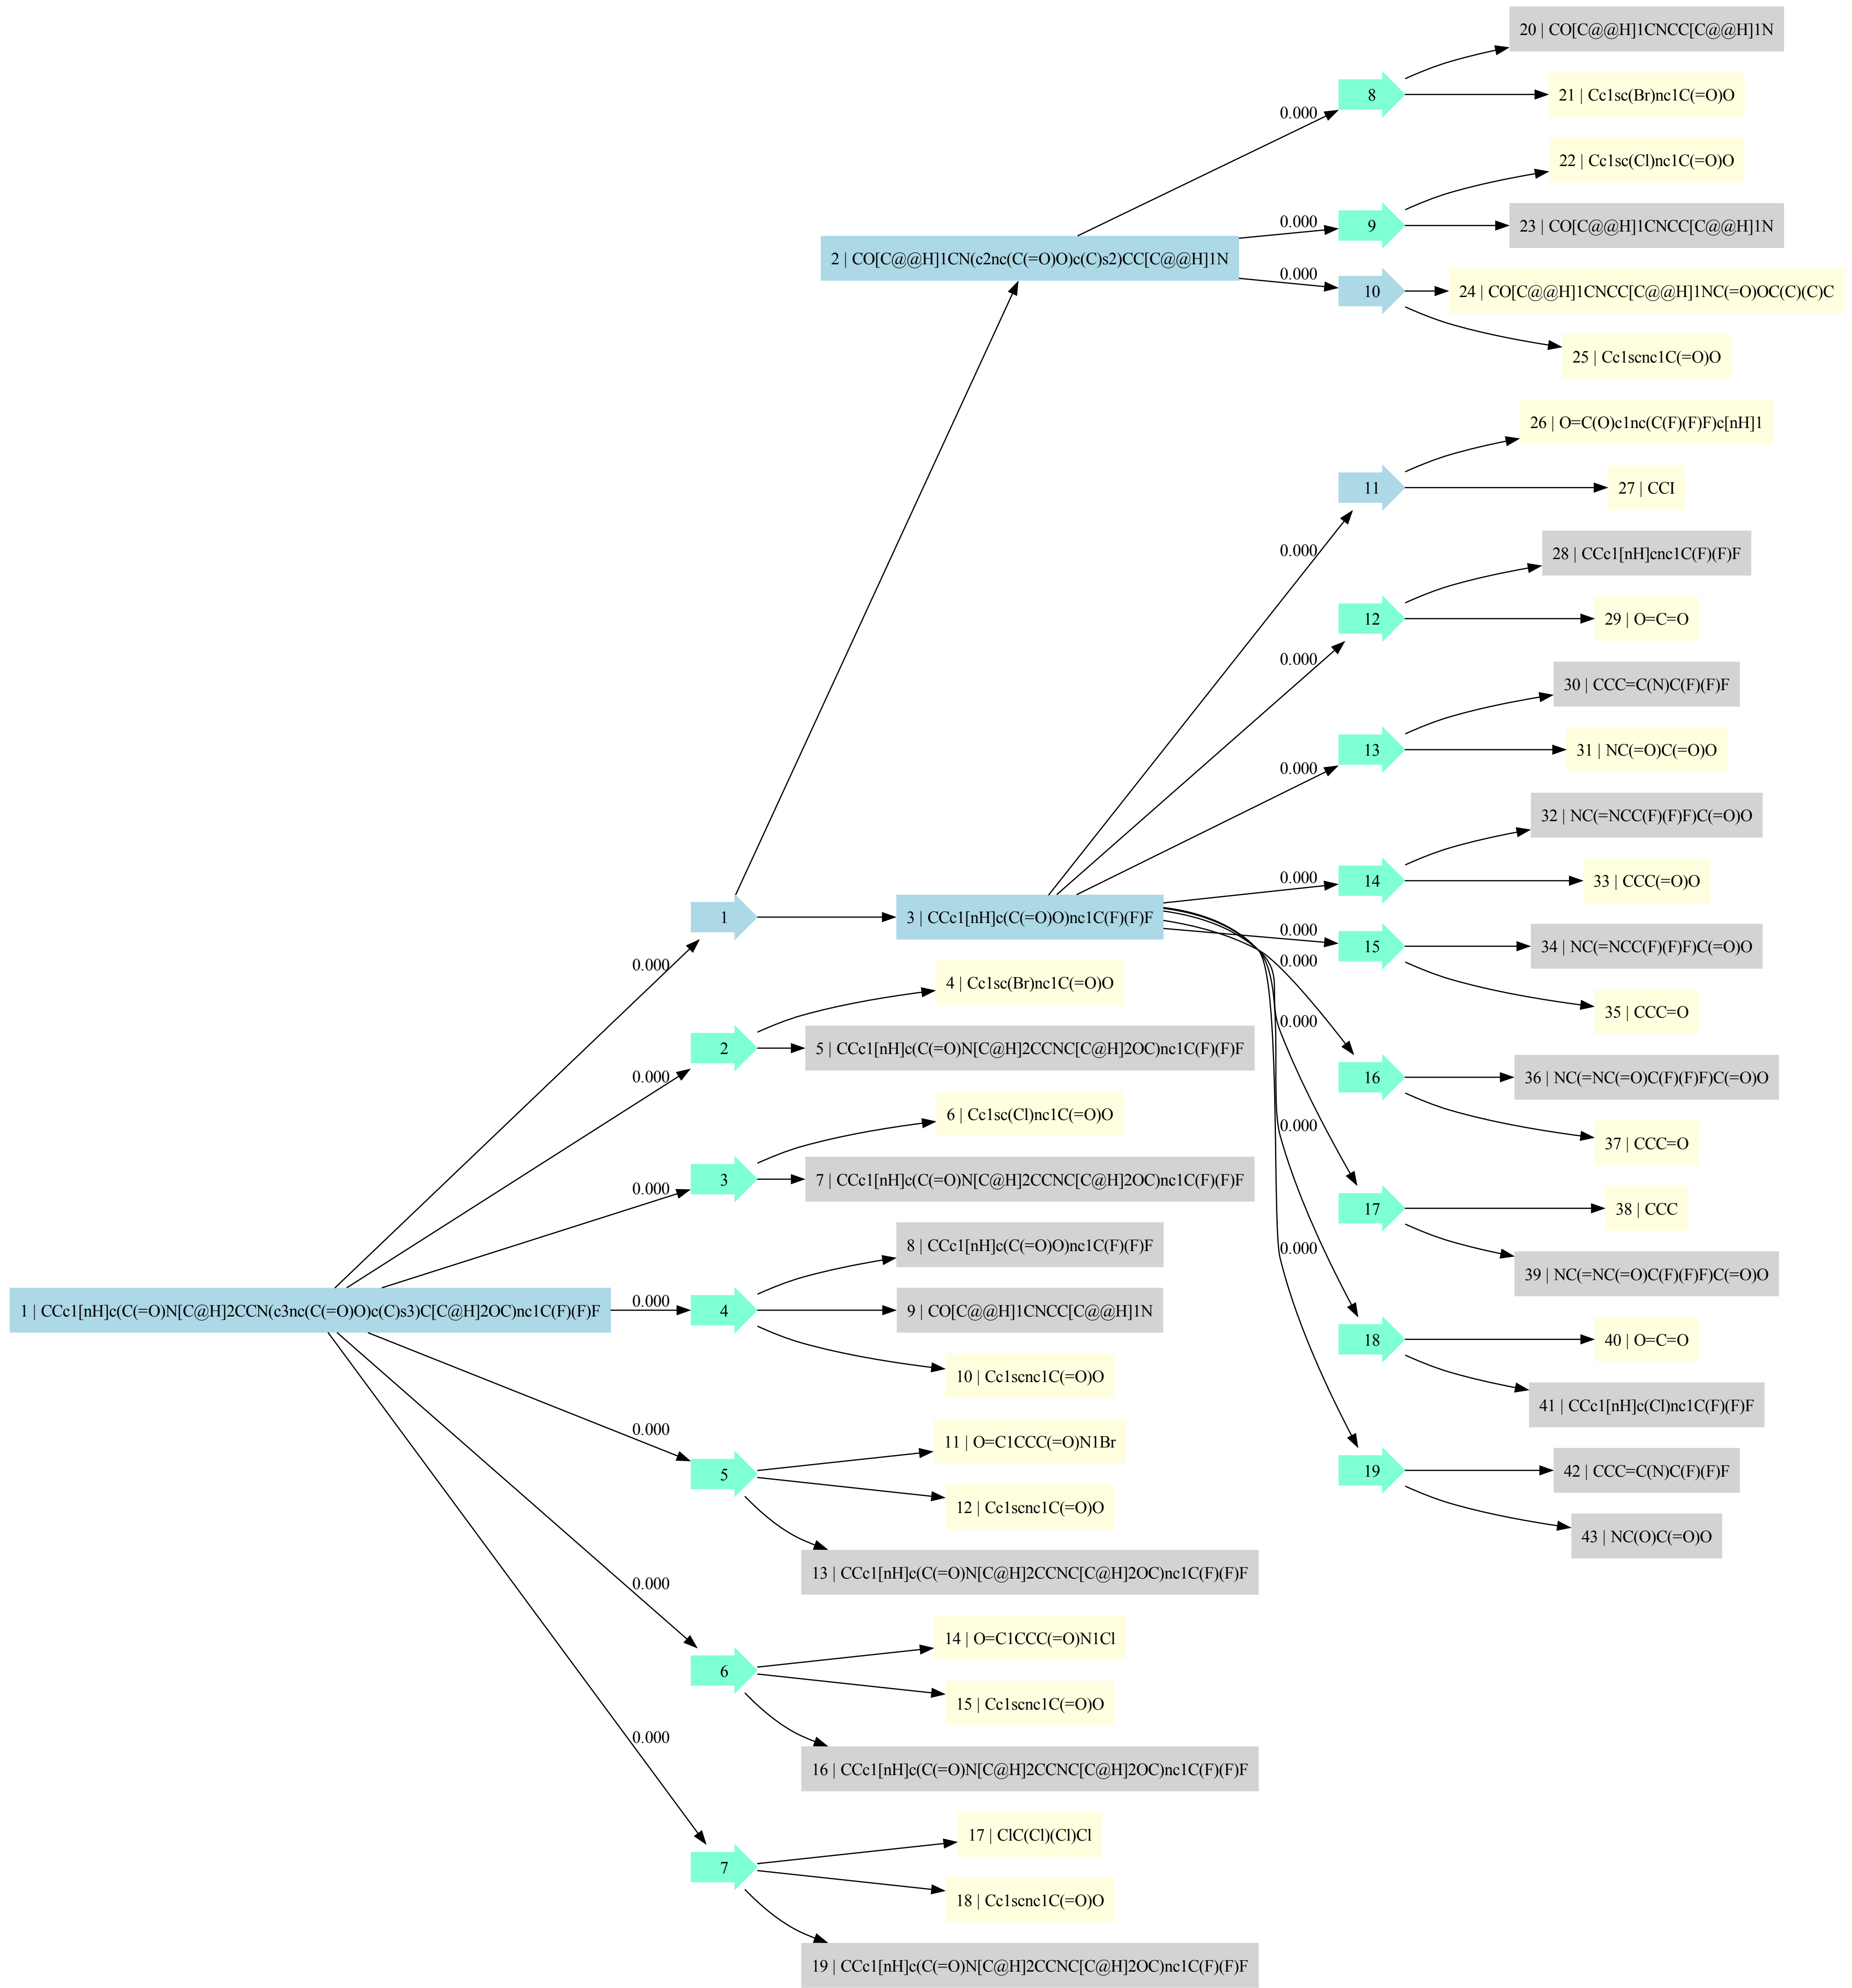 20 | CO[C@@H]1CNCC[C@@H]1N
8
21 | Cc1sc(Br)nc1C(=O)O
0.000
22 | Cc1sc(Cl)nc1C(=O)O
0.000
9
23 | CO[C@@H]1CNCC[C@@H]1N
2 | CO[C@@H]1CN(c2nc(C(=O)O)c(C)s2)CC[C@@H]1N
0.000
10
24 | CO[C@@H]1CNCC[C@@H]1NC(=O)OC(C)(C)C
25 | Cc1scnc1C(=O)O
26 | O=C(O)c1nc(C(F)(F)F)c[nH]1
11
27 | CCI
0.000
28 | CCc1[nH]cnc1C(F)(F)F
12
29 | O=C=O
0.000
30 | CCC=C(N)C(F)(F)F
13
31 | NC(=O)C(=O)O
0.000
32 | NC(=NCC(F)(F)F)C(=O)O
0.000
14
33 | CCC(=O)O
1
3 | CCc1[nH]c(C(=O)O)nc1C(F)(F)F
0.000
15
34 | NC(=NCC(F)(F)F)C(=O)O
0.000
0.000
4 | Cc1sc(Br)nc1C(=O)O
35 | CCC=O
0.000
2
5 | CCc1[nH]c(C(=O)N[C@H]2CCNC[C@H]2OC)nc1C(F)(F)F
0.000
16
36 | NC(=NC(=O)C(F)(F)F)C(=O)O
6 | Cc1sc(Cl)nc1C(=O)O
0.000
37 | CCC=O
3
7 | CCc1[nH]c(C(=O)N[C@H]2CCNC[C@H]2OC)nc1C(F)(F)F
0.000
17
38 | CCC
8 | CCc1[nH]c(C(=O)O)nc1C(F)(F)F
0.000
39 | NC(=NC(=O)C(F)(F)F)C(=O)O
1 | CCc1[nH]c(C(=O)N[C@H]2CCN(c3nc(C(=O)O)c(C)s3)C[C@H]2OC)nc1C(F)(F)F
0.000
4
9 | CO[C@@H]1CNCC[C@@H]1N
18
40 | O=C=O
10 | Cc1scnc1C(=O)O
41 | CCc1[nH]c(Cl)nc1C(F)(F)F
0.000
11 | O=C1CCC(=O)N1Br
5
19
42 | CCC=C(N)C(F)(F)F
12 | Cc1scnc1C(=O)O
43 | NC(O)C(=O)O
13 | CCc1[nH]c(C(=O)N[C@H]2CCNC[C@H]2OC)nc1C(F)(F)F
0.000
14 | O=C1CCC(=O)N1Cl
6
15 | Cc1scnc1C(=O)O
0.000
16 | CCc1[nH]c(C(=O)N[C@H]2CCNC[C@H]2OC)nc1C(F)(F)F
17 | ClC(Cl)(Cl)Cl
7
18 | Cc1scnc1C(=O)O
19 | CCc1[nH]c(C(=O)N[C@H]2CCNC[C@H]2OC)nc1C(F)(F)F